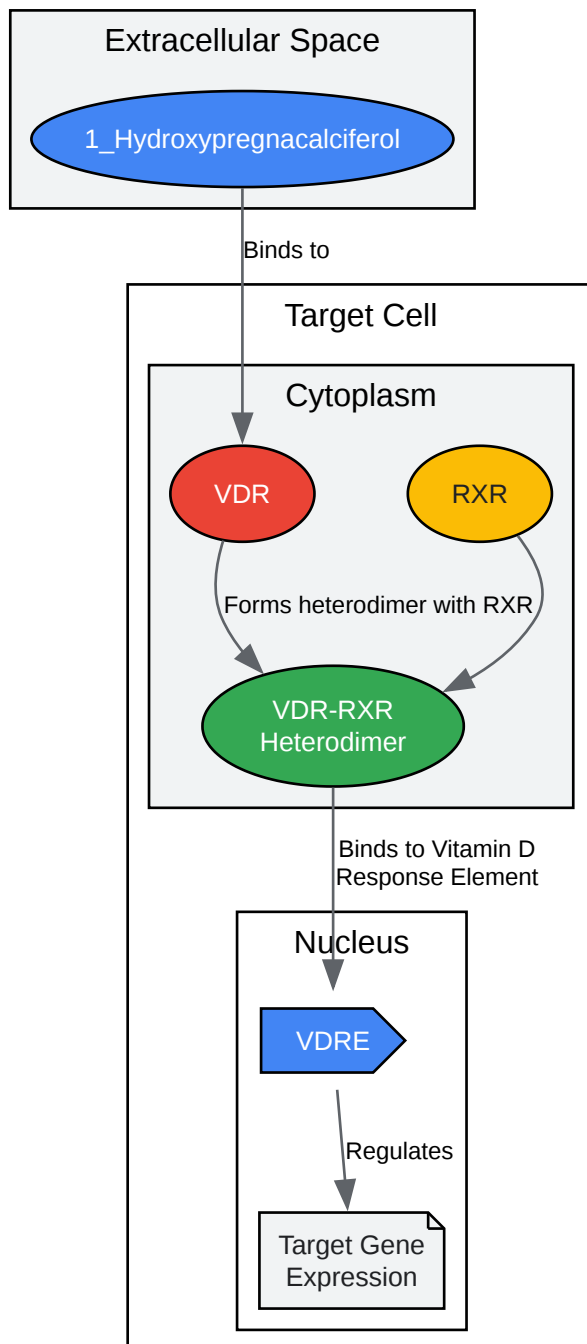 Extracellular Space
1_Hydroxypregnacalciferol
Binds to
Target Cell
Cytoplasm
VDR
RXR
Forms heterodimer with RXR
VDR-RXR
Heterodimer
Binds to Vitamin D
Response Element
Nucleus
VDRE
Regulates
Target Gene
Expression